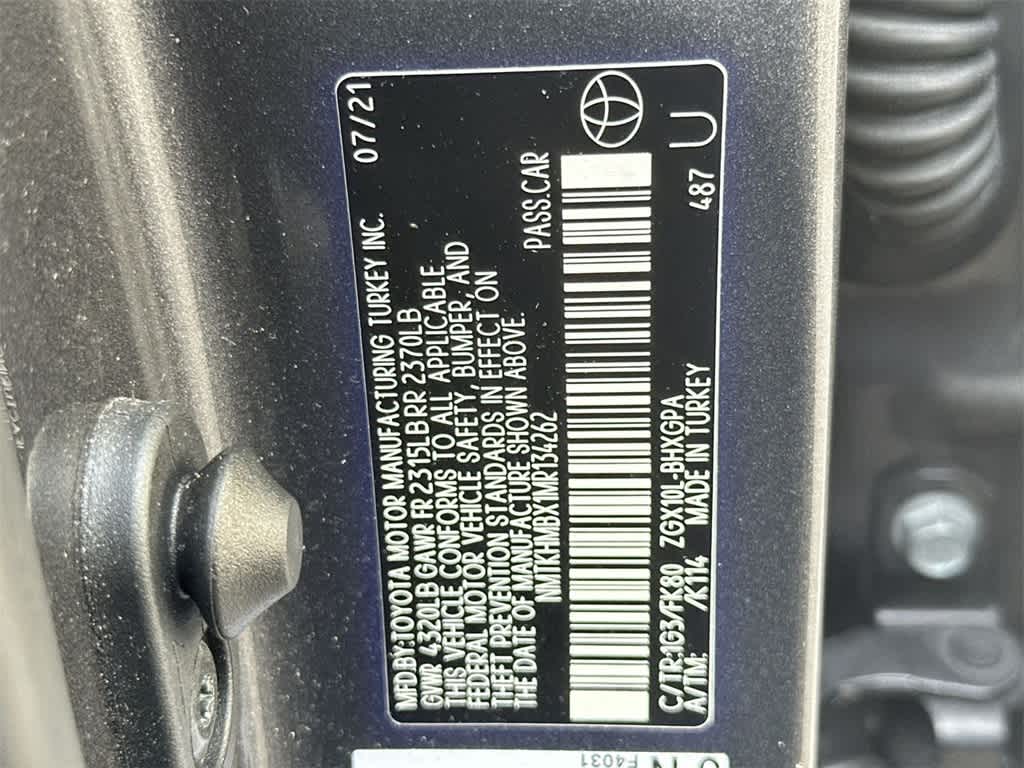 MFD.BY:TOYOTA MOTOR MANUFACTURING TURKEY INC. 07/21
GVWR 4320LB GAWR FR 2315LB RR 2370LB
THIS VEHICLE CONFORMS TO ALL APPLICABLE
FEDERAL MOTOR VEHICLE SAFETY, BUMPER, AND
THEFT PREVENTION STANDARDS IN EFFECT ON
THE DATE OF MANUFACTURE SHOWN ABOVE.
NMTKHMBX1MR134262 PASS.CAR
C/TR:1G3/FK80 ZGX10L-BHXGPA 487
A/TM: /K114 MADE IN TURKEY U
F4031